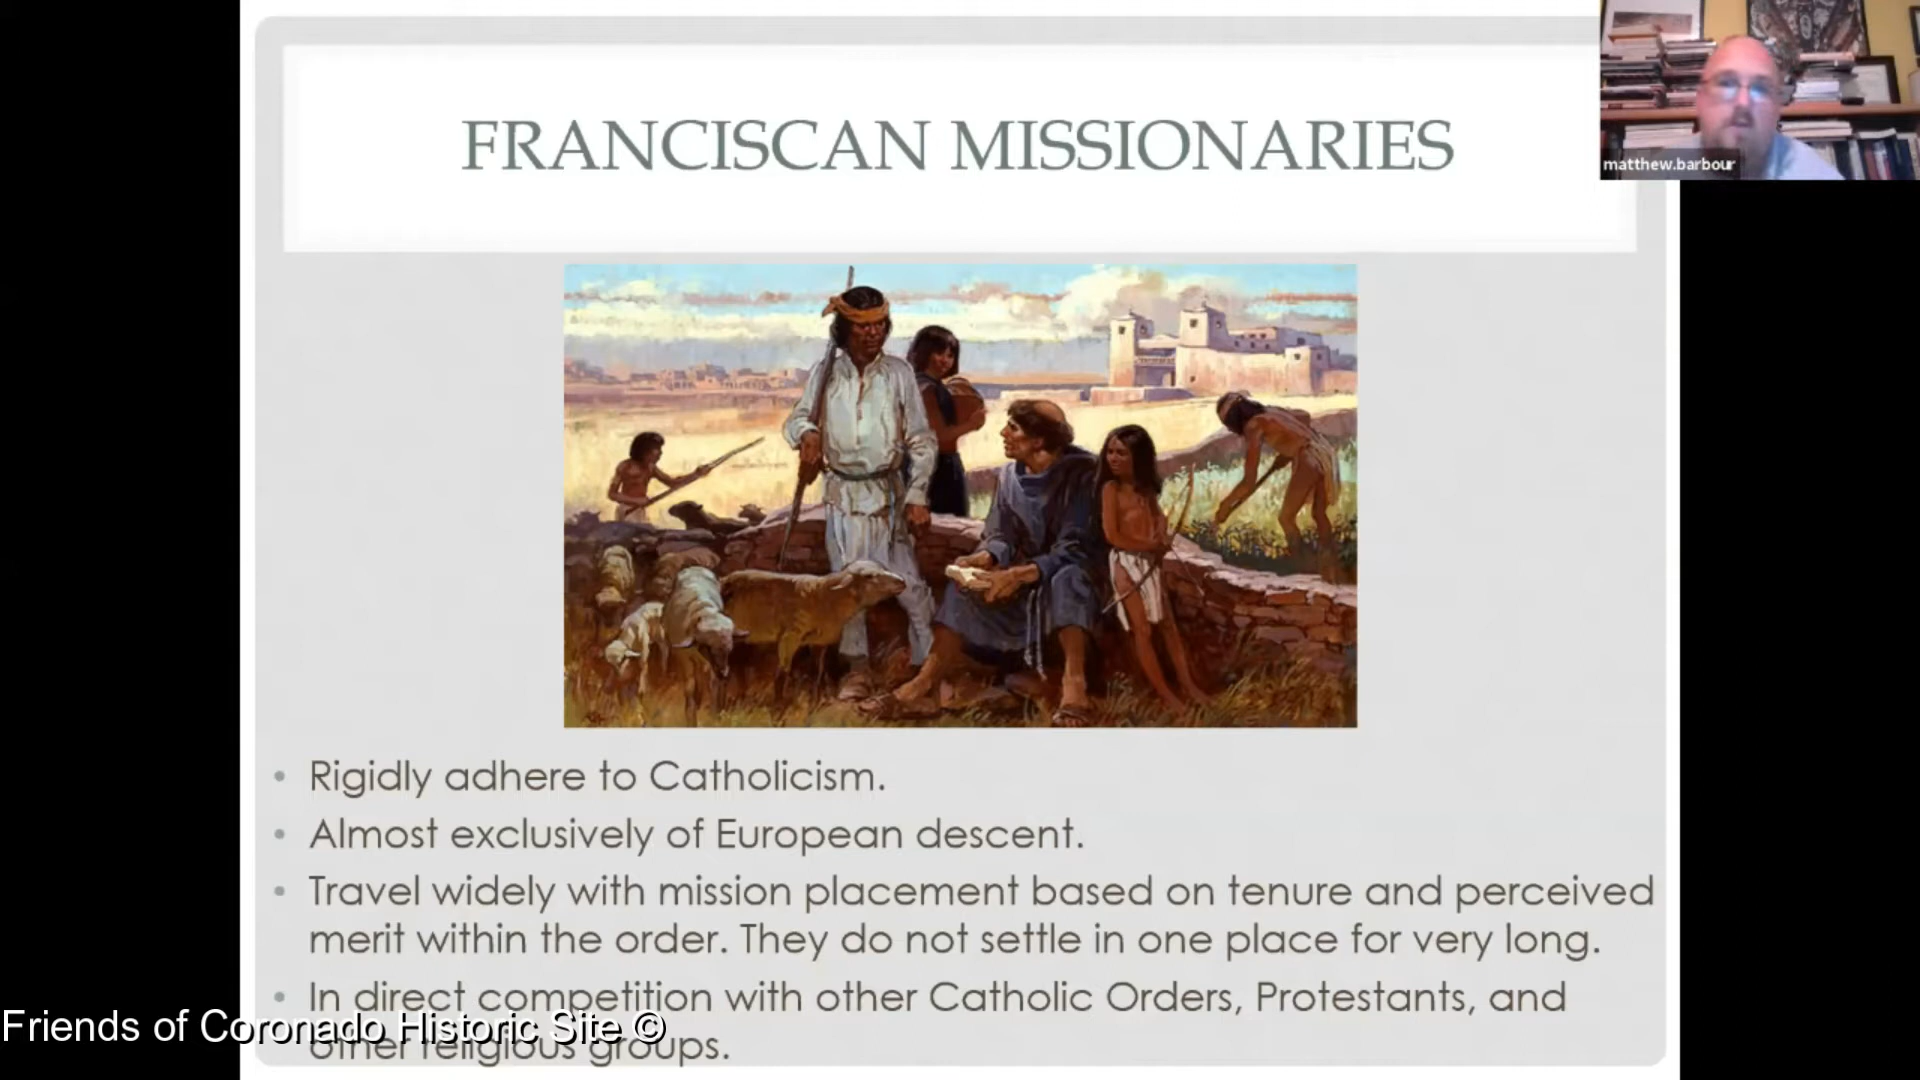 FRANCISCAN MISSIONARIES
matthew.barbour
• Rigidly adhere to Catholicism.
• Almost exclusively of European descent.
• Travel widely with mission placement based on tenure and perceived
merit within the order. They do not settle in one place for very long.
• In direct competition with other Catholic Orders, Protestants, and
other religious groups.
Friends of Coronado Historic Site ©